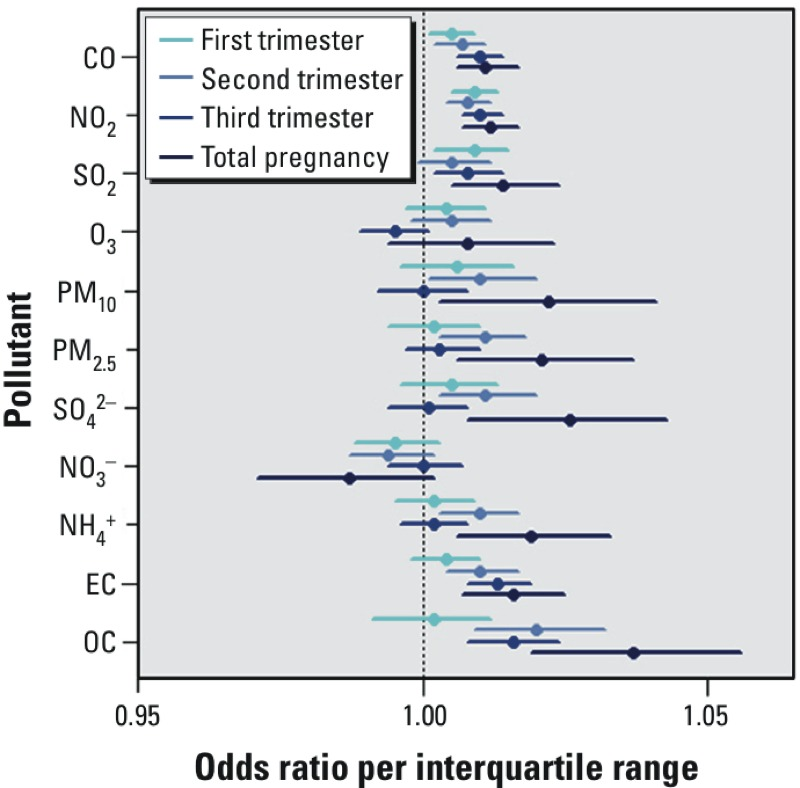 First trimester
Second trimester
Third trimester
Total pregnancy
Pollutant
CO
NO₂
SO₂
O₃
PM₁₀
PM₂.₅
SO₄²⁻
NO₃⁻
NH₄⁺
EC
OC
0.95 1.00 1.05
Odds ratio per interquartile range